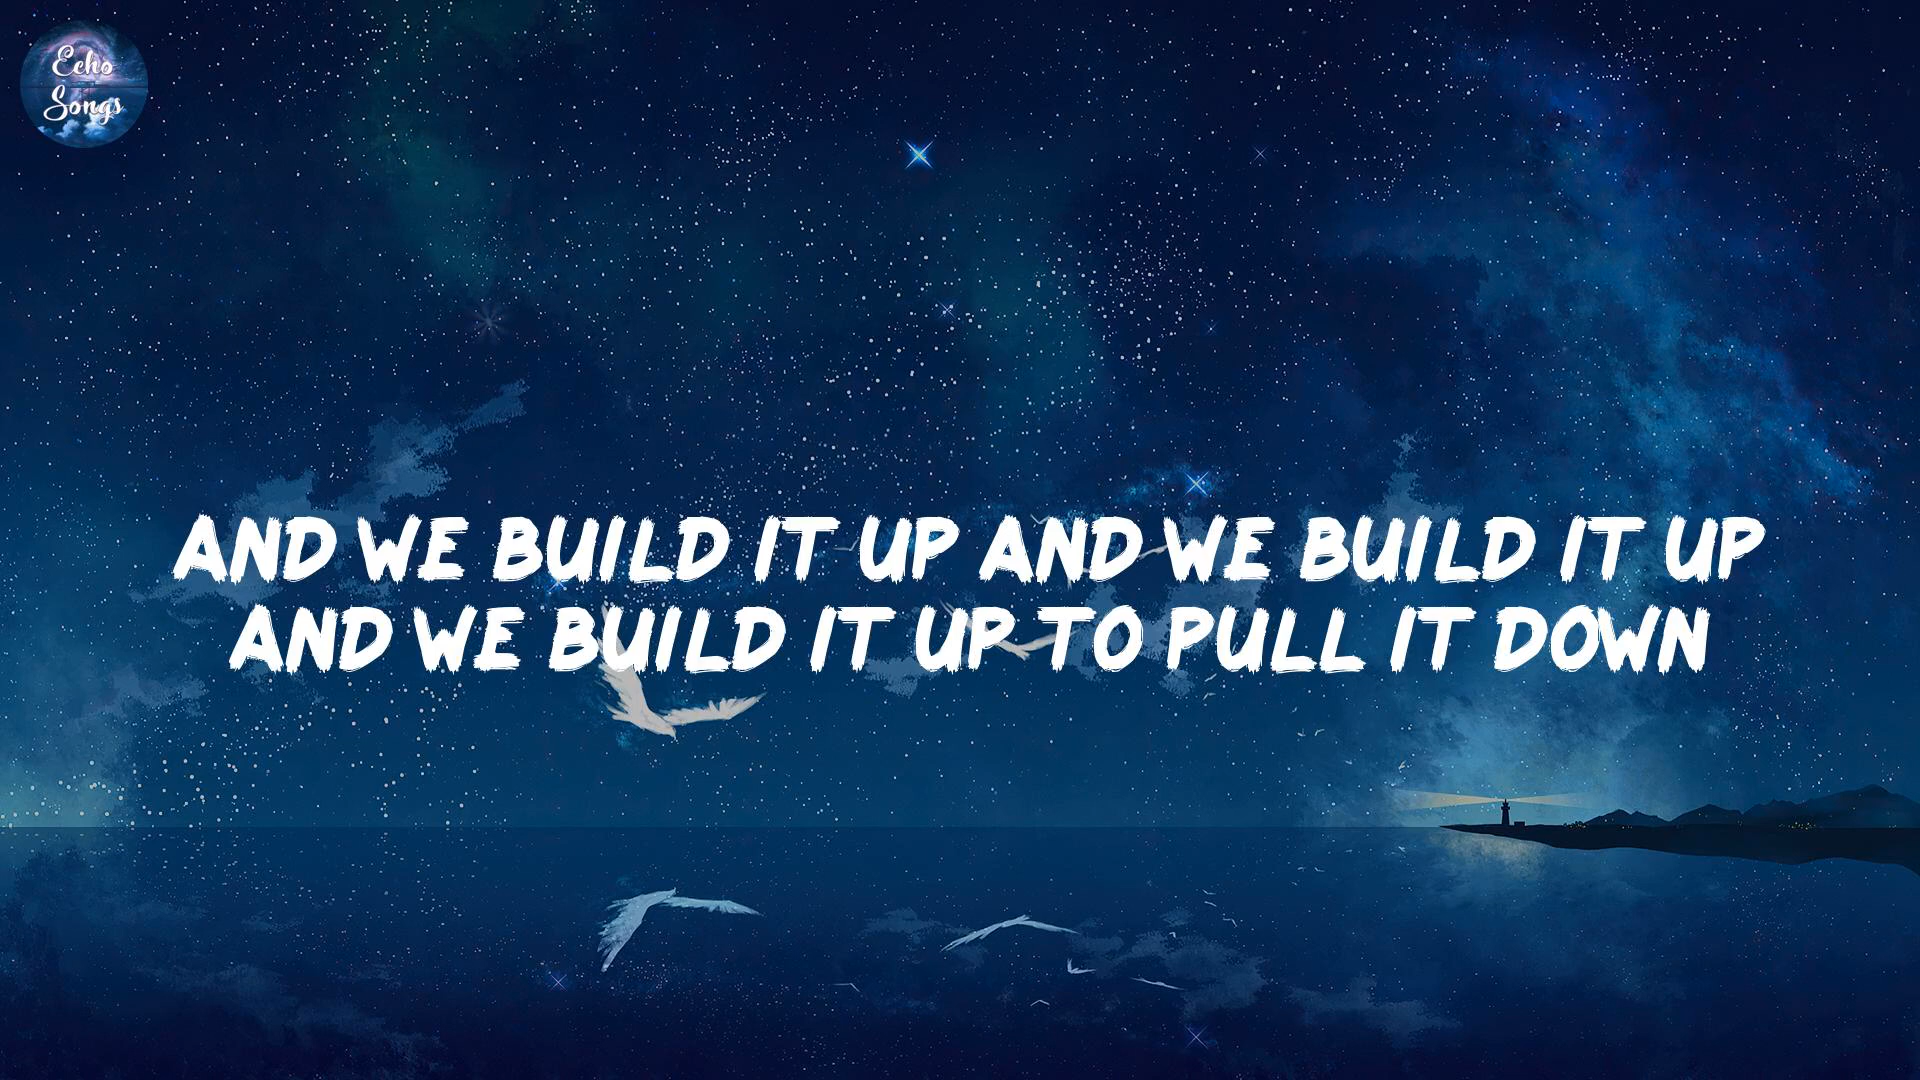 Echo
Songs
AND WE BUILD IT UP AND WE BUILD IT UP
AND WE BUILD IT UP TO PULL IT DOWN